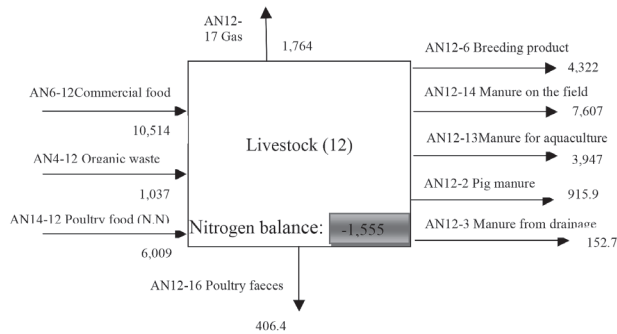 AN12-
17 Gas
1,764
AN6-12Commercial food
10,514
AN4-12 Organic waste
1,037
AN14-12 Poultry food (N.N)
6,009
Livestock (12)
Nitrogen balance: -1,555
AN12-6 Breeding product
4,322
AN12-14 Manure on the field
7,607
AN12-13Manure for aquaculture
3,947
AN12-2 Pig manure
915.9
AN12-3 Manure from drainage
152.7
AN12-16 Poultry faeces
406.4